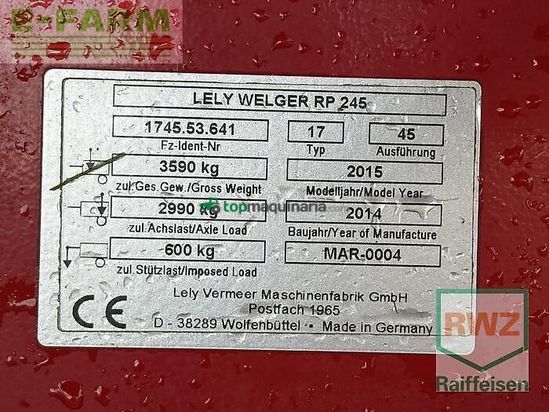 E-FARM
LELY WELGER RP 245
1745.53.641 17 45
Fz-Ident-Nr Typ Ausführung
3590 kg 2015
zul.Ges.Gew./Gross Weight Modelljahr/Model Year
2990 kg 2014
topmaquinaria
zul.Achslast/Axle Load Baujahr/Year of Manufacture
600 kg MAR-0004
zul.Stützlast/Imposed Load
CE Lely Vermeer Maschinenfabrik GmbH
Postfach 1965
D - 38289 Wolfenbüttel • Made in Germany
RWZ
Raiffeisen